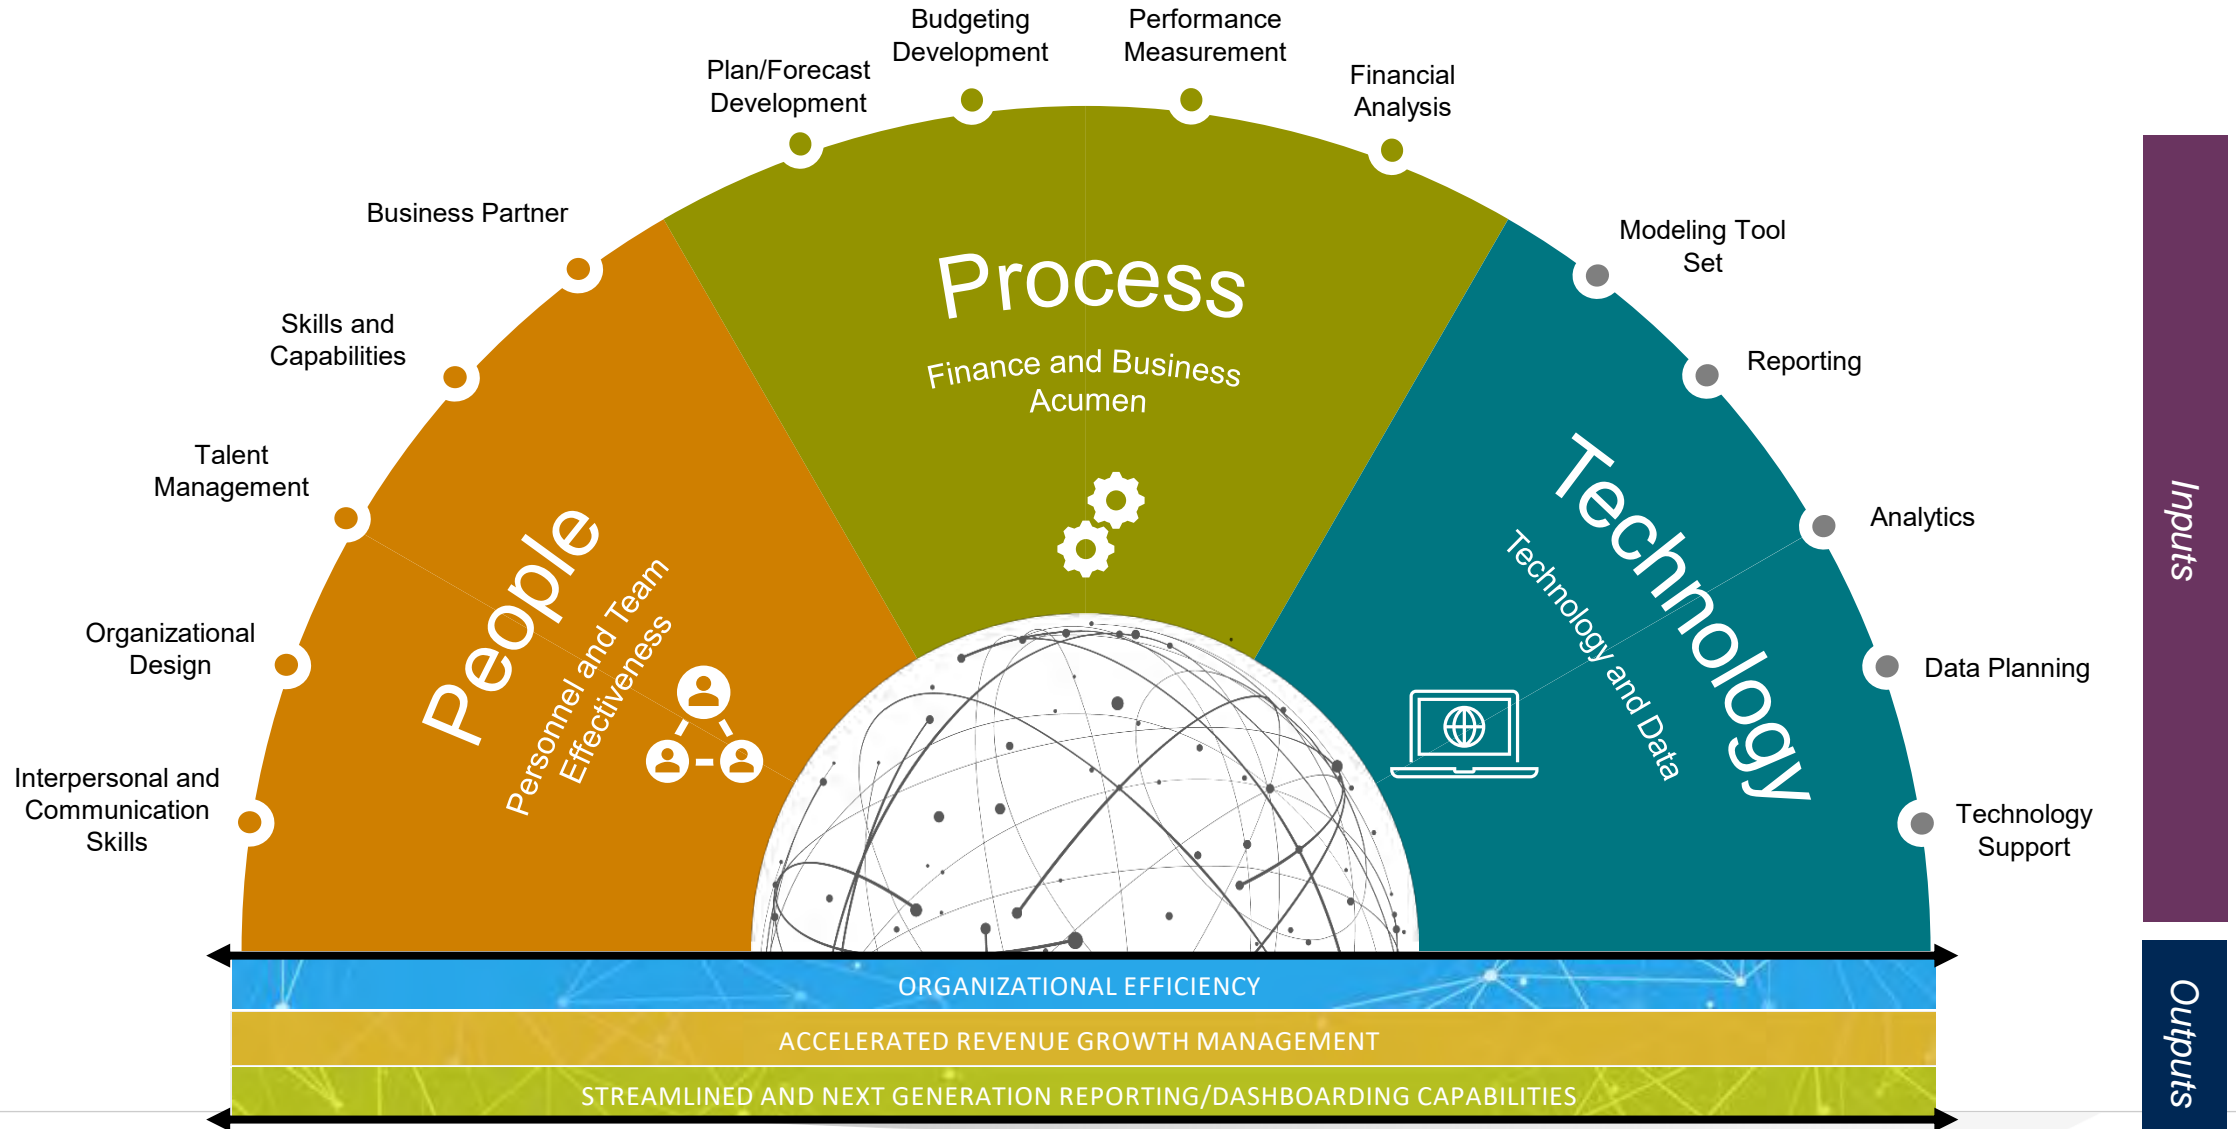 Budgeting
Development
Performance
Measurement
Plan/Forecast
Development
Financial
Analysis
Business Partner
Modeling Tool
Set
Skills and
Capabilities
Reporting
Talent
Management
Analytics
Organizational
Design
Data Planning
Interpersonal and
Communication
Skills
Technology
Support
Process
Finance and Business
Acumen
People
Personnel and Team
Effectiveness
Technology
Technology and Data
Inputs
ORGANIZATIONAL EFFICIENCY
ACCELERATED REVENUE GROWTH MANAGEMENT
STREAMLINED AND NEXT GENERATION REPORTING/DASHBOARDING CAPABILITIES
Outputs